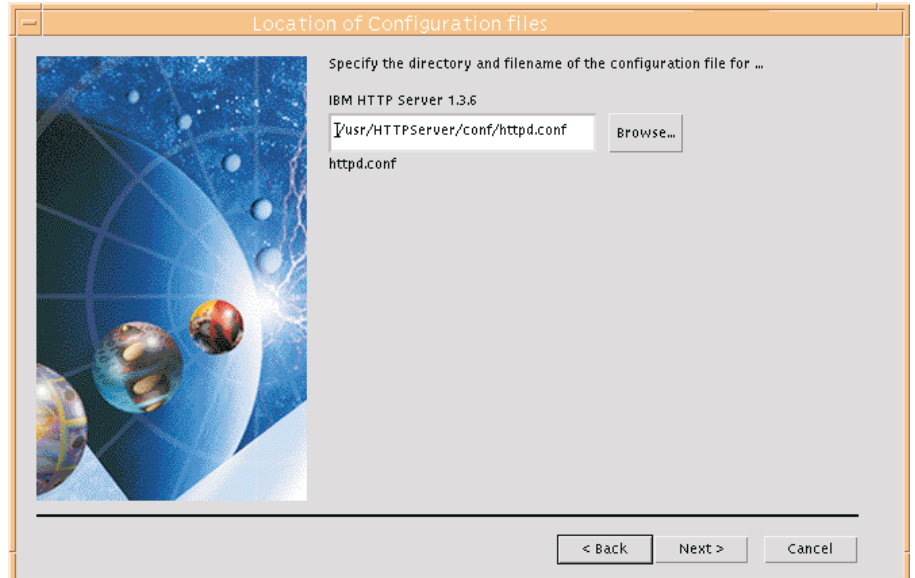 Location of Configuration files
Specify the directory and filename of the configuration file for ...
IBM HTTP Server 1.3.6
/usr/HTTPServer/conf/httpd.conf
Browse...
httpd.conf
< Back
Next >
Cancel